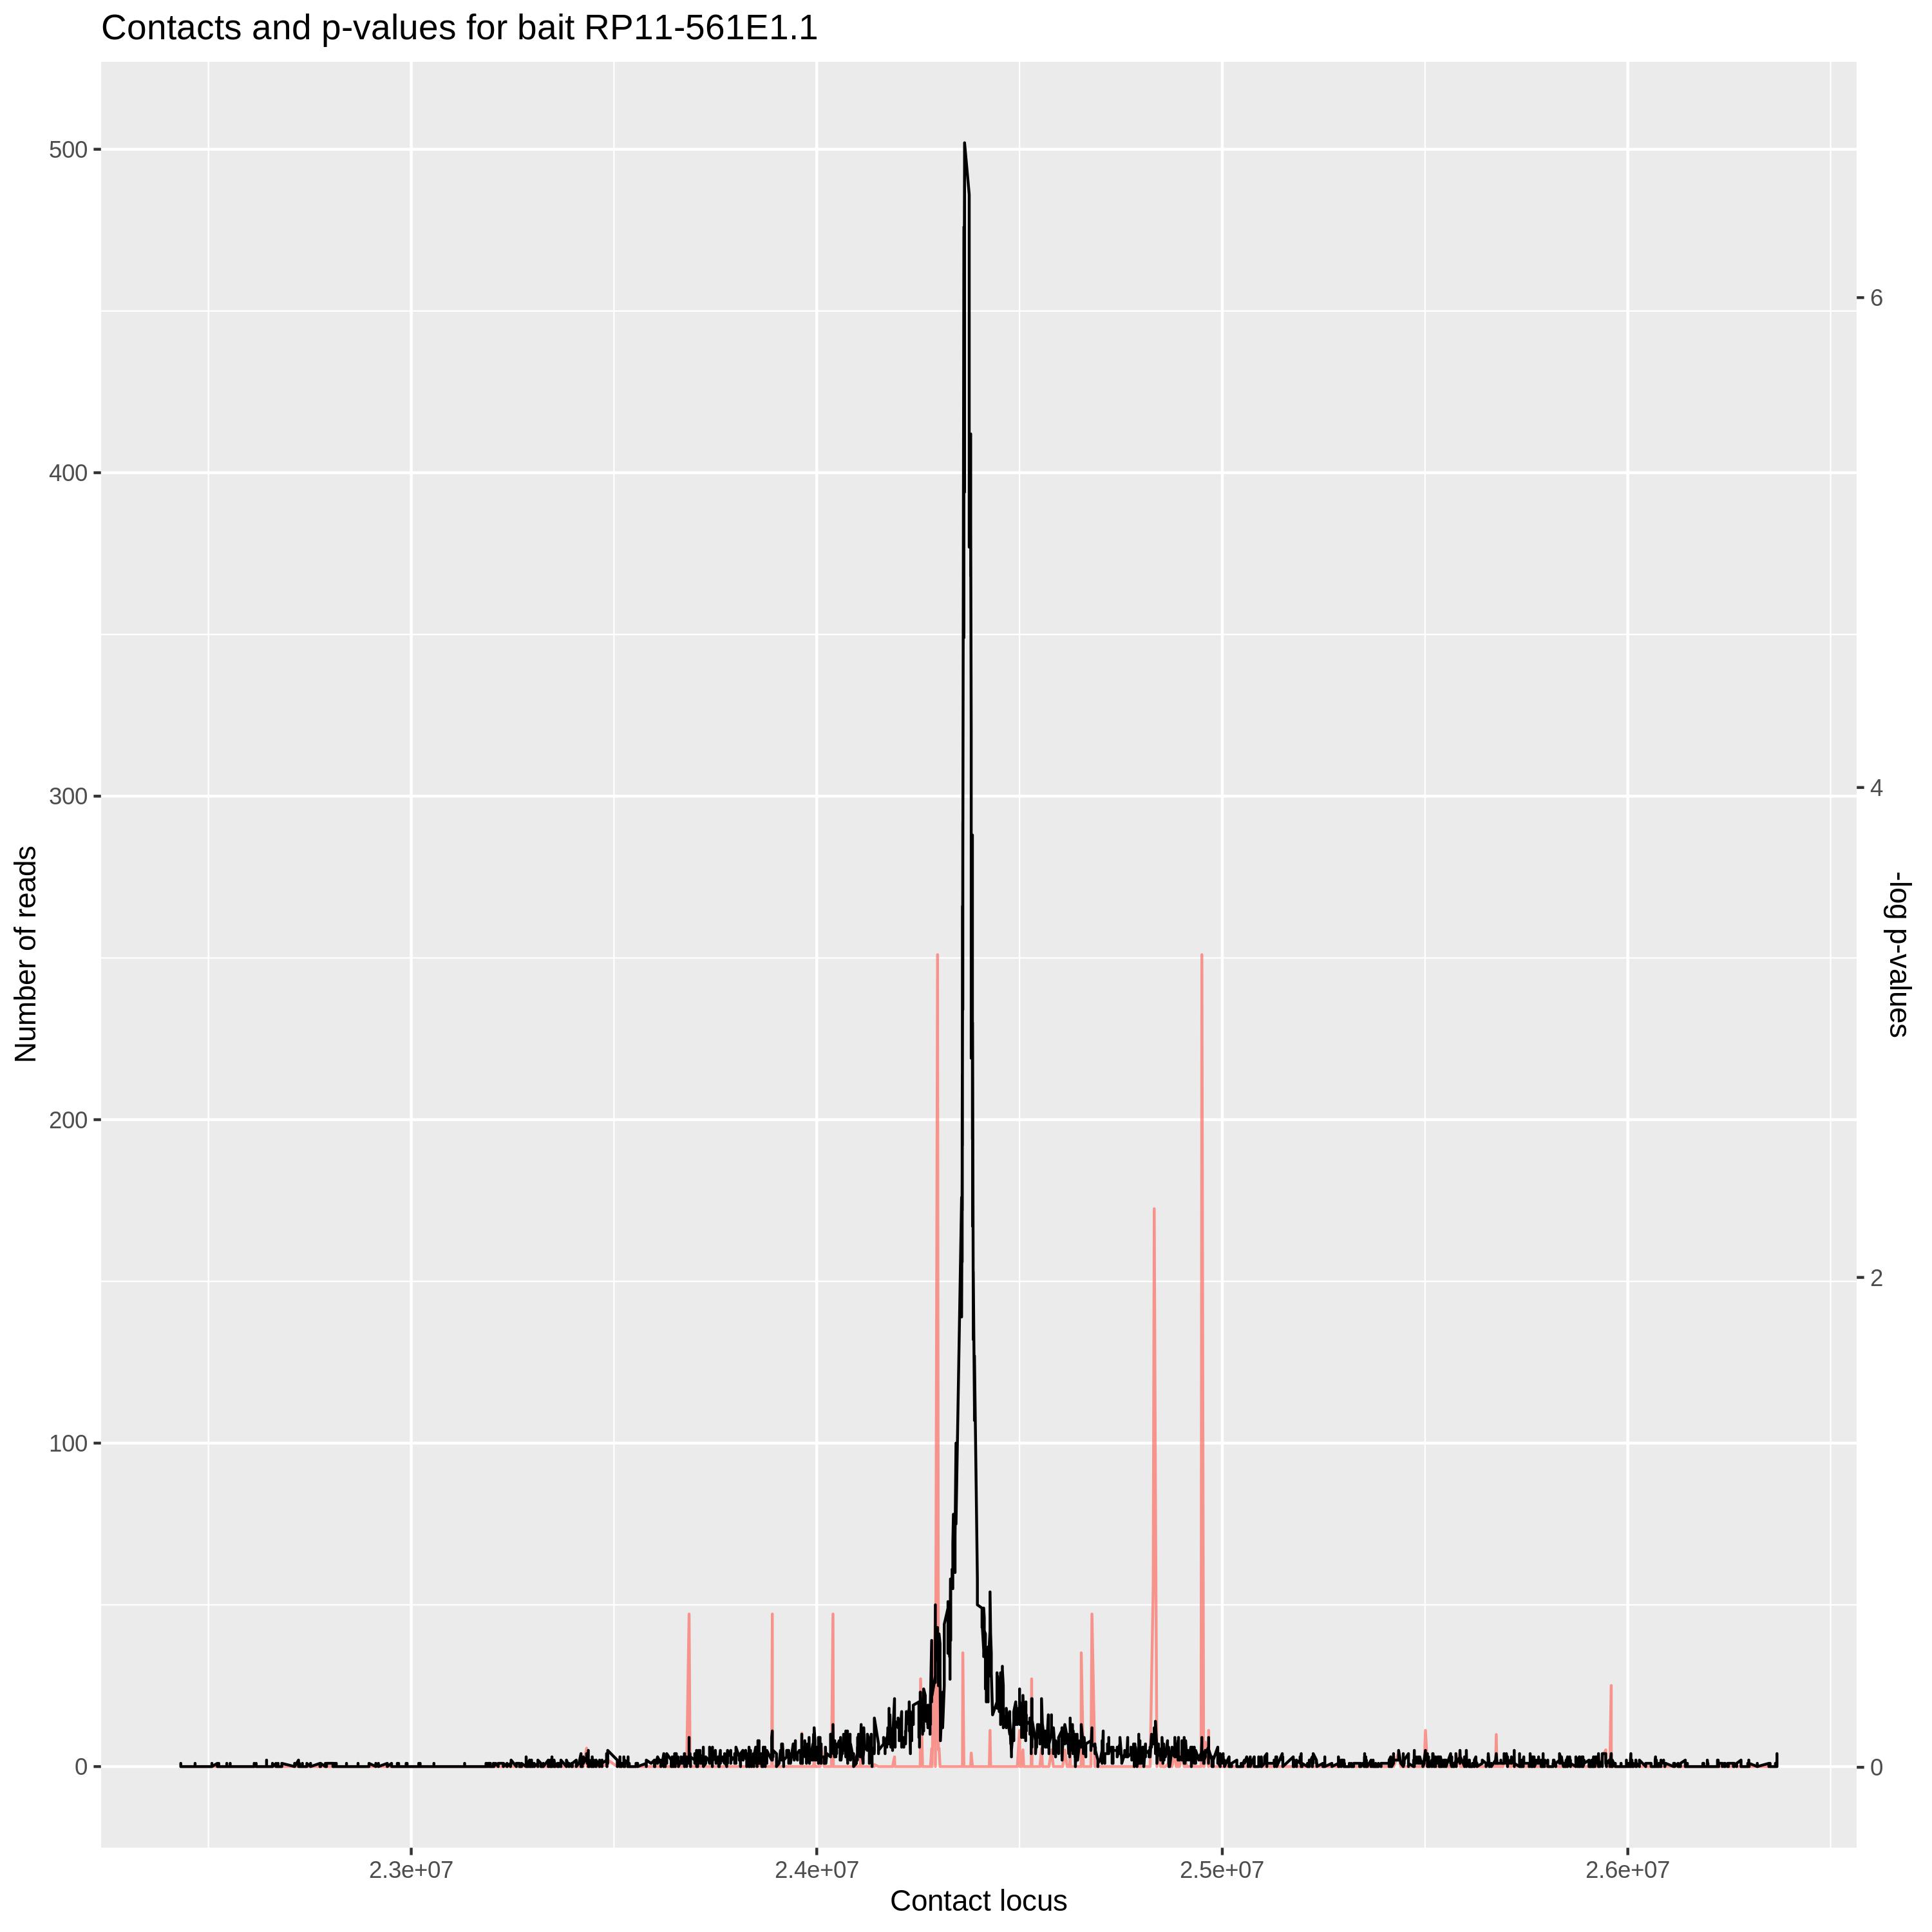 Contacts and p-values for bait RP11-561E1.1
500
400
300
200
100
0
Number of reads
6
4
2
0
-log p-values
2.3e+07
2.4e+07
2.5e+07
2.6e+07
Contact locus